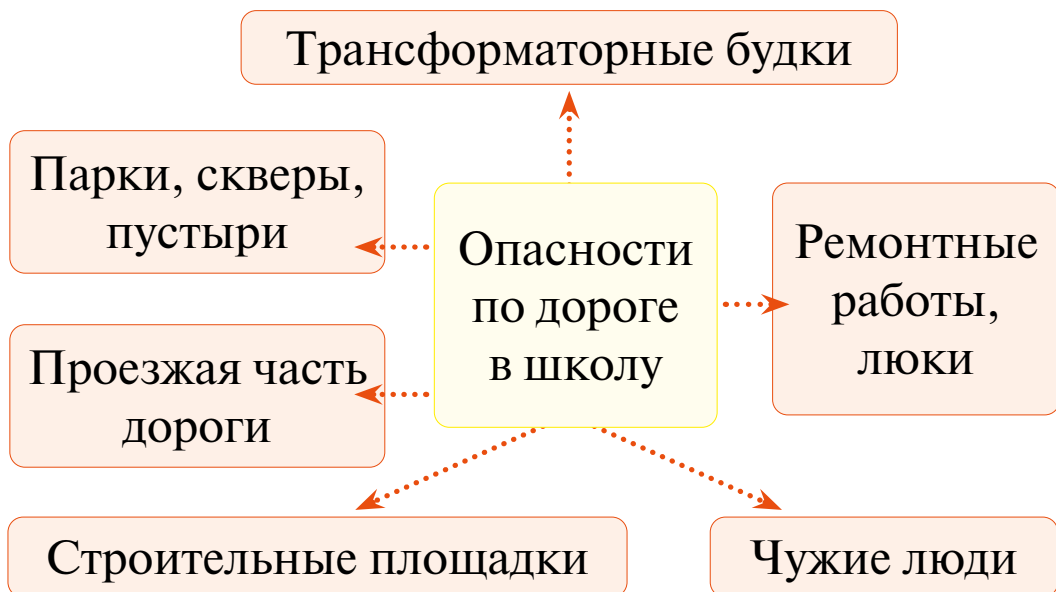 Трансформаторные будки
Парки, скверы,
пустыри
Опасности
по дороге
в школу
Ремонтные
работы,
люки
Проезжая часть
дороги
Строительные площадки
Чужие люди